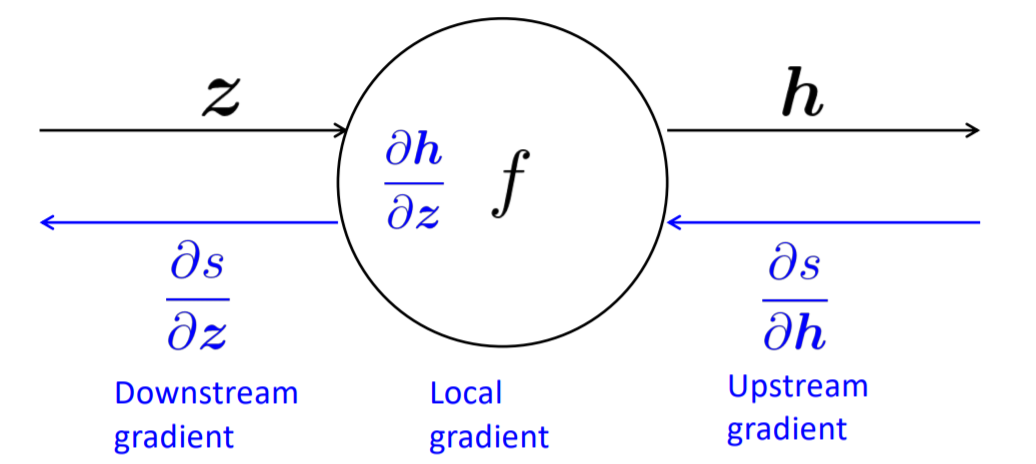 z
h
∂h
∂z
f
∂s
∂z
∂s
∂h
Downstream
gradient
Local
gradient
Upstream
gradient